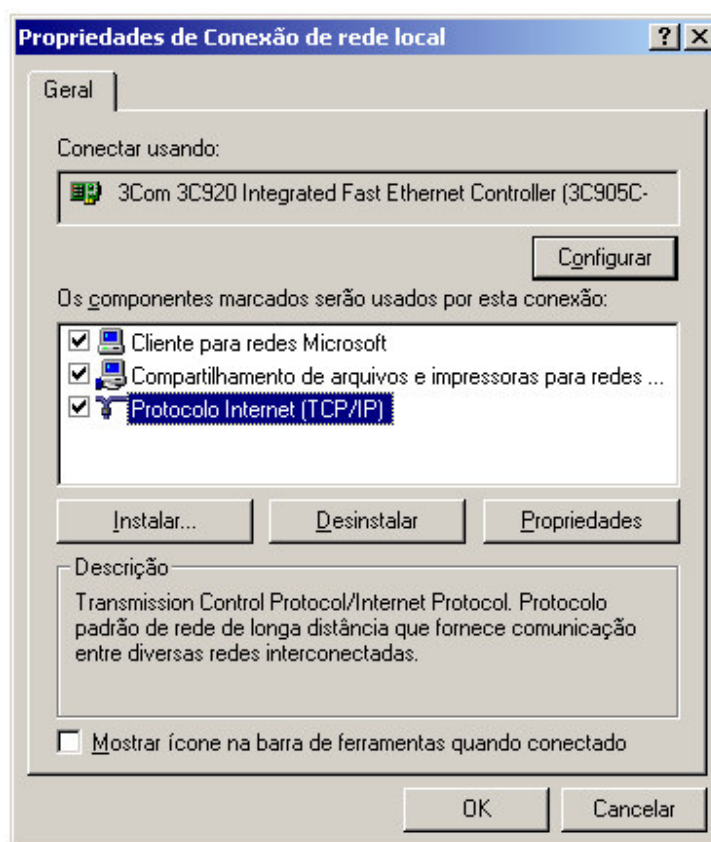 Propriedades de Conexão de rede local
Geral
Conectar usando:
3Com 3C920 Integrated Fast Ethernet Controller (3C905C-
Configurar
Os componentes marcados serão usados por esta conexão:
Cliente para redes Microsoft
Compartilhamento de arquivos e impressoras para redes ...
Protocolo Internet (TCP/IP)
Instalar... Desinstalar Propriedades
Descrição
Transmission Control Protocol/Internet Protocol. Protocolo
padrão de rede de longa distância que fornece comunicação
entre diversas redes interconectadas.
Mostrar ícone na barra de ferramentas quando conectado
OK Cancelar